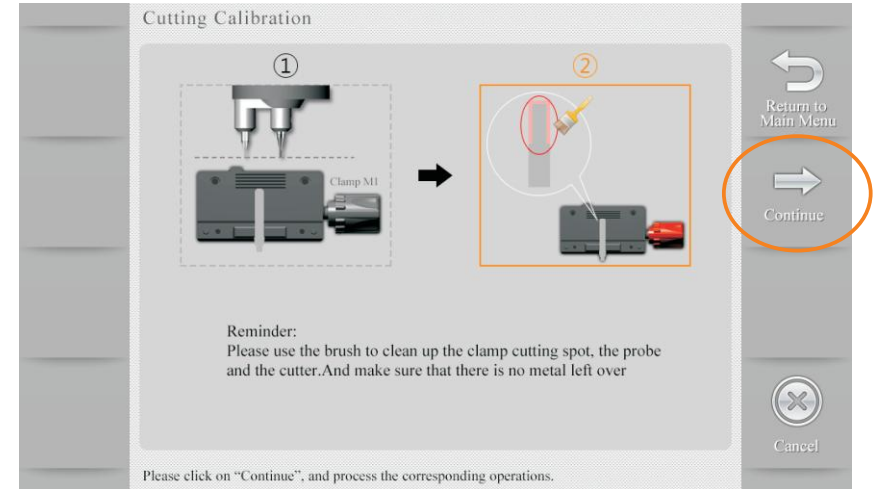 Cutting Calibration
①
②
Clamp M1
Return to
Main Menu
Continue
Reminder:
Please use the brush to clean up the clamp cutting spot, the probe
and the cutter.And make sure that there is no metal left over
Cancel
Please click on “Continue”, and process the corresponding operations.